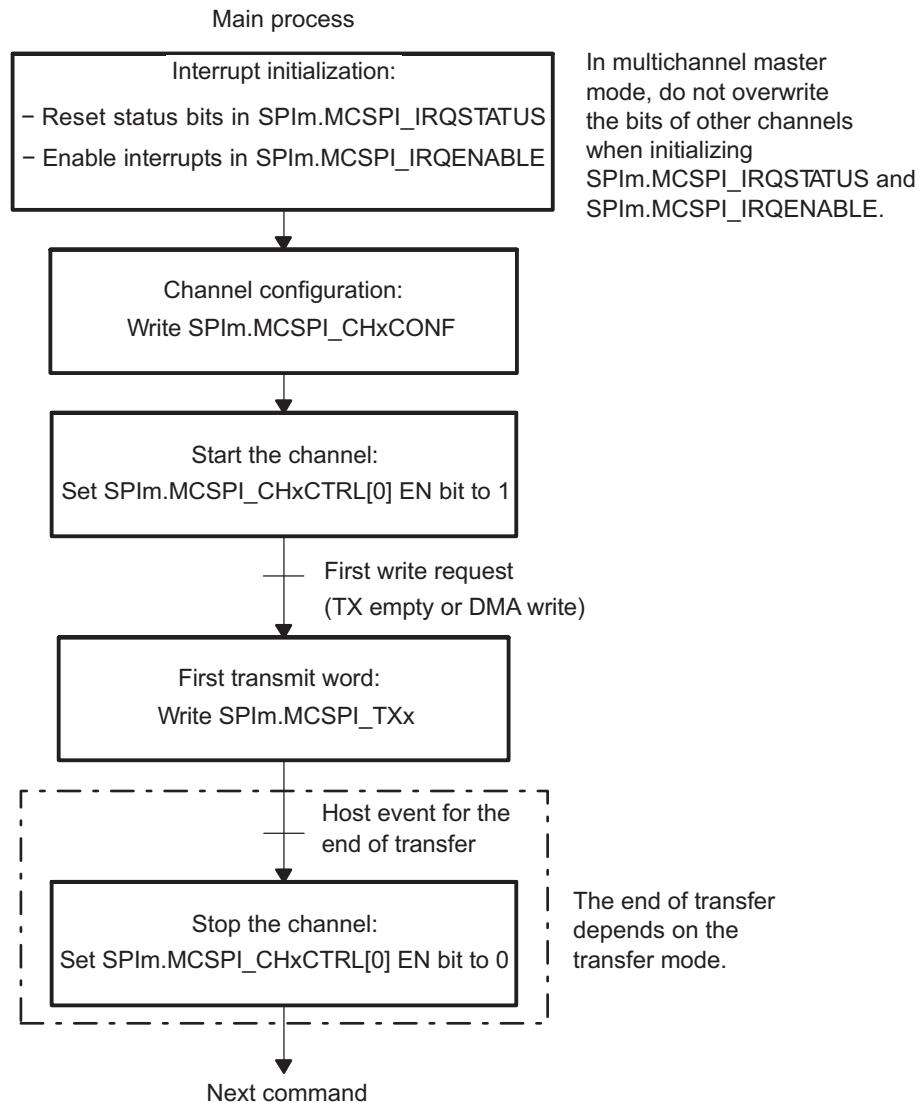 Main process
Interrupt initialization:
− Reset status bits in SPIm.MCSPI_IRQSTATUS
− Enable interrupts in SPIm.MCSPI_IRQENABLE
In multichannel master
mode, do not overwrite
the bits of other channels
when initializing
SPIm.MCSPI_IRQSTATUS and
SPIm.MCSPI_IRQENABLE.
Channel configuration:
Write SPIm.MCSPI_CHxCONF
Start the channel:
Set SPIm.MCSPI_CHxCTRL[0] EN bit to 1
First write request
(TX empty or DMA write)
First transmit word:
Write SPIm.MCSPI_TXx
Host event for the
end of transfer
Stop the channel:
Set SPIm.MCSPI_CHxCTRL[0] EN bit to 0
The end of transfer
depends on the
transfer mode.
Next command